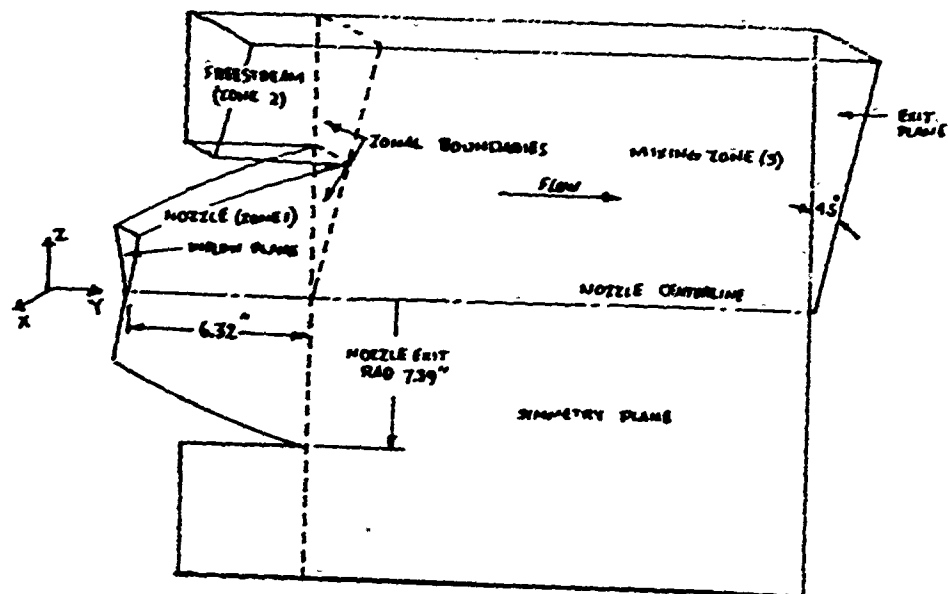 FREESTREAM
(ZONE 2)
ZONAL BOUNDARIES
MIXING ZONE (3)
EXIT
PLANE
FLOW
45°
NOZZLE (ZONE 1)
INFLOW PLANE
Z
Y
X
NOZZLE CENTERLINE
6.32"
NOZZLE EXIT
RAD 7.39"
SYMMETRY PLANE